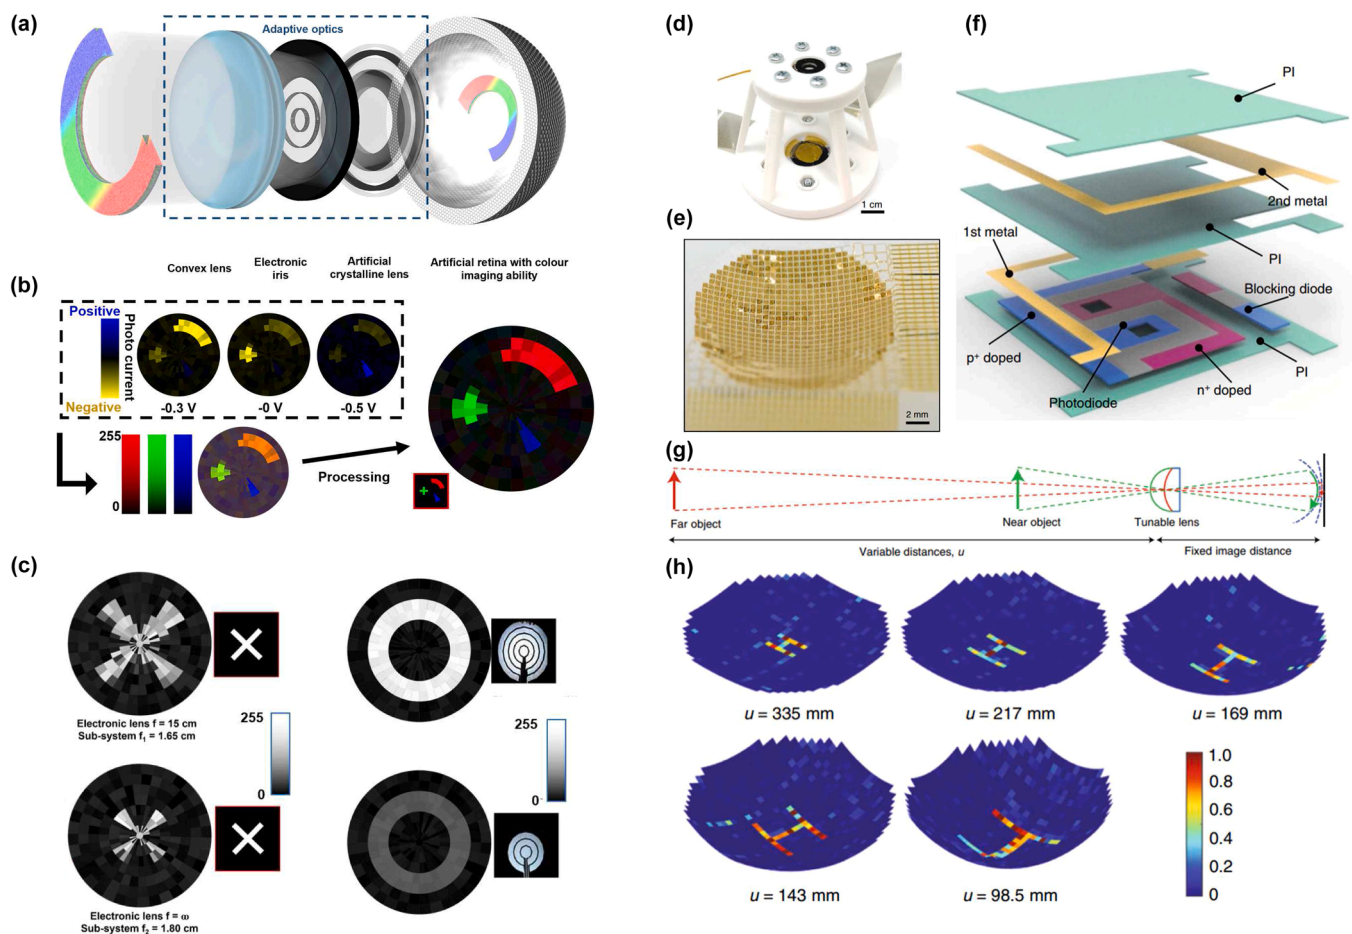 (a)
Adaptive optics
Convex lens
Electronic
iris
Artificial
crystalline lens
Artificial retina with colour
imaging ability
(b)
Positive
Photo current
Negative
-0.3 V
-0 V
-0.5 V
255
0
Processing
(c)
Electronic lens f = 15 cm
Sub-system f₁ = 1.65 cm
255
0
255
0
Electronic lens f = ∞
Sub-system f₂ = 1.80 cm
(d)
1 cm
(e)
2 mm
(f)
PI
2nd metal
1st metal
PI
Blocking diode
p⁺ doped
PI
n⁺ doped
Photodiode
(g)
Far object
Near object
Tunable lens
Variable distances, u
Fixed image distance
(h)
u = 335 mm
u = 217 mm
u = 169 mm
u = 143 mm
u = 98.5 mm
1.0
0.8
0.6
0.4
0.2
0